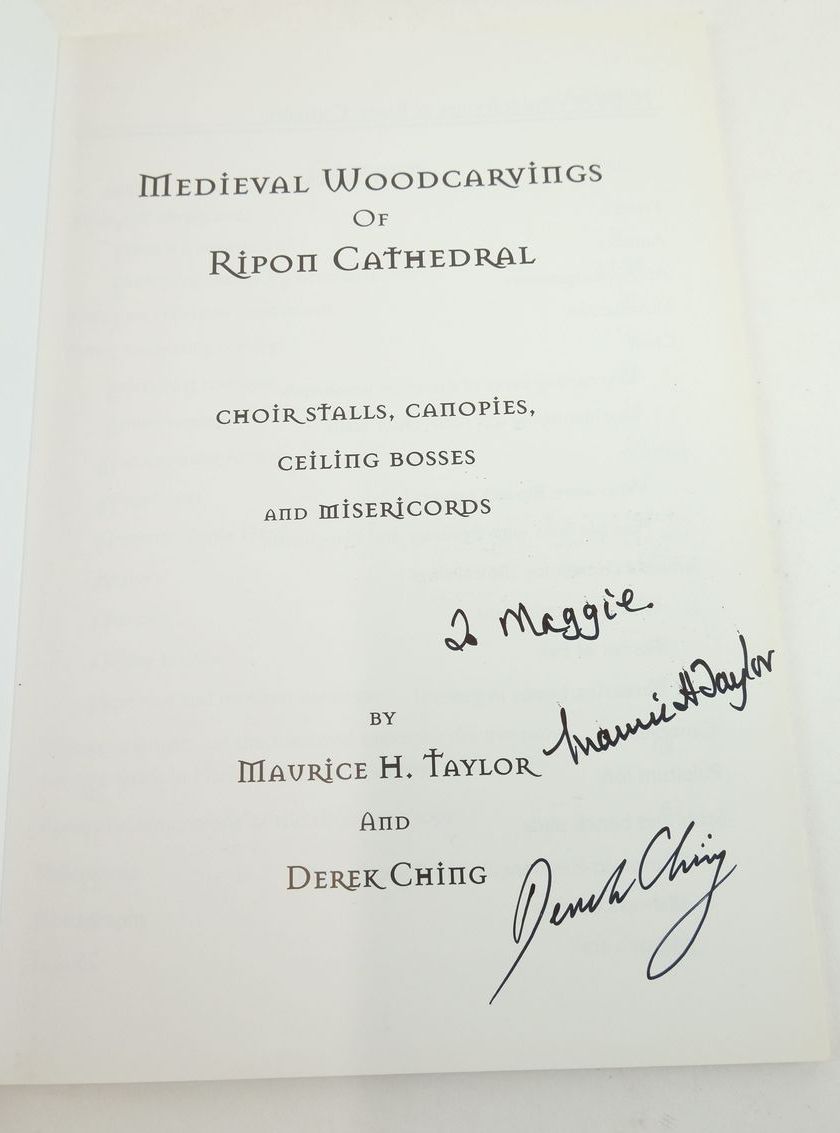 Medieval Woodcarvings
Of
Ripon Cathedral
choir stalls, canopies,
ceiling bosses
and misericords
To Maggie.
by
Maurice H Taylor
Maurice H. Taylor
And
Derek Ching
Derek Ching